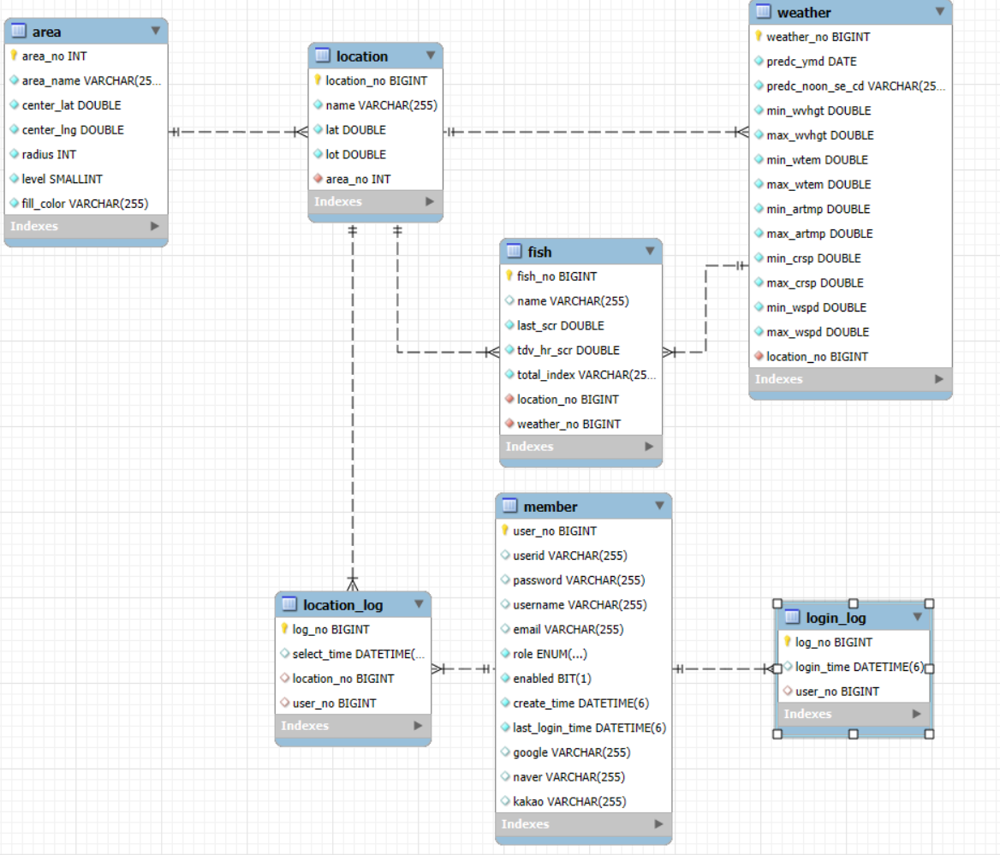 area
area_no INT
area_name VARCHAR(25...
center_lat DOUBLE
center_lng DOUBLE
radius INT
level SMALLINT
fill_color VARCHAR(255)
Indexes
location
location_no BIGINT
name VARCHAR(255)
lat DOUBLE
lot DOUBLE
area_no INT
Indexes
weather
weather_no BIGINT
predc_ymd DATE
predc_noon_se_cd VARCHAR(25...
min_wvhgt DOUBLE
max_wvhgt DOUBLE
min_wtem DOUBLE
max_wtem DOUBLE
min_artmp DOUBLE
max_artmp DOUBLE
min_crsp DOUBLE
max_crsp DOUBLE
min_wspd DOUBLE
max_wspd DOUBLE
location_no BIGINT
Indexes
fish
fish_no BIGINT
name VARCHAR(255)
last_scr DOUBLE
tdv_hr_scr DOUBLE
total_index VARCHAR(25...
location_no BIGINT
weather_no BIGINT
Indexes
member
user_no BIGINT
userid VARCHAR(255)
password VARCHAR(255)
username VARCHAR(255)
email VARCHAR(255)
role ENUM(...)
enabled BIT(1)
create_time DATETIME(6)
last_login_time DATETIME(6)
google VARCHAR(255)
naver VARCHAR(255)
kakao VARCHAR(255)
Indexes
location_log
log_no BIGINT
select_time DATETIME(...
location_no BIGINT
user_no BIGINT
Indexes
login_log
log_no BIGINT
login_time DATETIME(6)
user_no BIGINT
Indexes